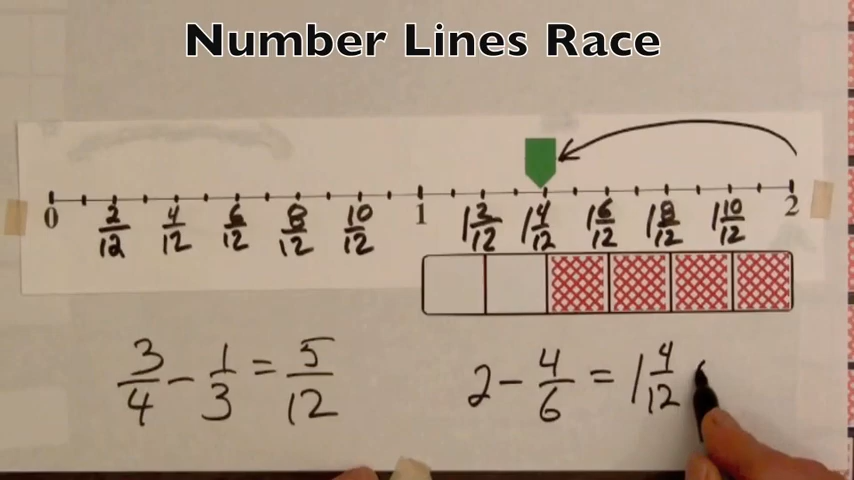 Number Lines Race
0 2/12 4/12 6/12 8/12 10/12 1 1 2/12 1 4/12 1 6/12 1 8/12 1 10/12 2
3/4 - 1/3 = 5/12
2 - 4/6 = 1 4/12